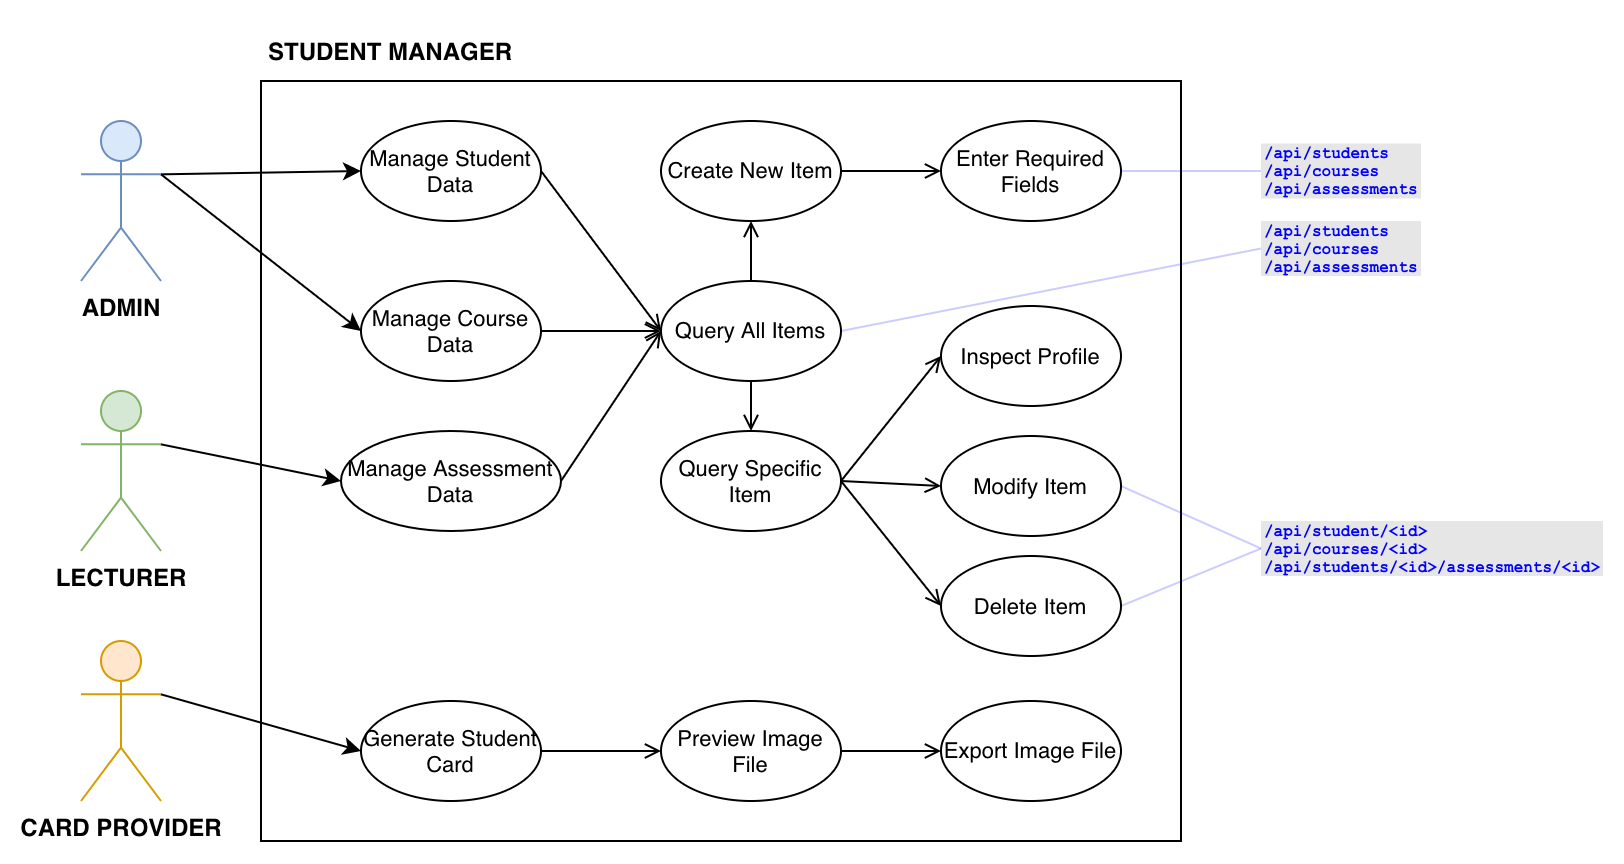 STUDENT MANAGER
Manage Student
Data
Create New Item
Enter Required
Fields
/api/students
/api/courses
/api/assessments
/api/students
/api/courses
/api/assessments
ADMIN
Manage Course
Data
Query All Items
Inspect Profile
Manage Assessment
Data
Query Specific
Item
Modify Item
/api/student/<id>
/api/courses/<id>
/api/students/<id>/assessments/<id>
LECTURER
Delete Item
Generate Student
Card
Preview Image
File
Export Image File
CARD PROVIDER